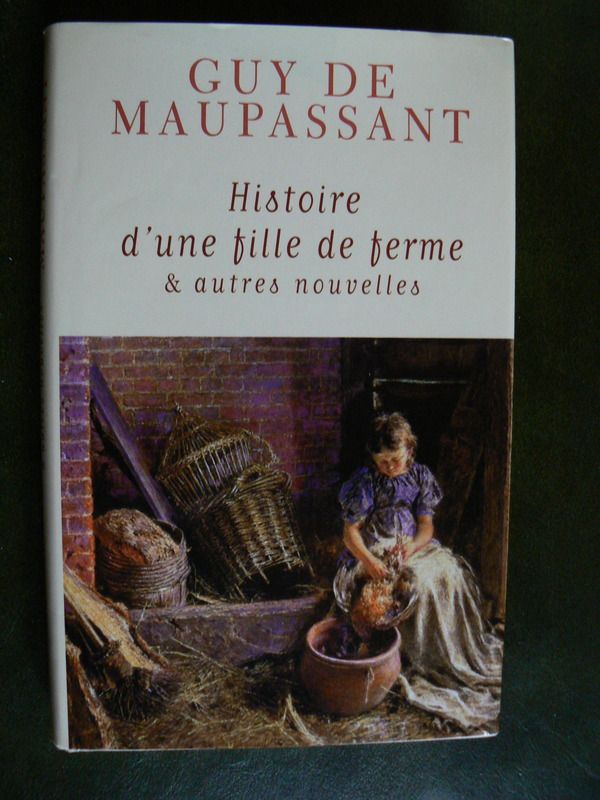 GUY DE
MAUPASSANT
Histoire
d'une fille de ferme
& autres nouvelles